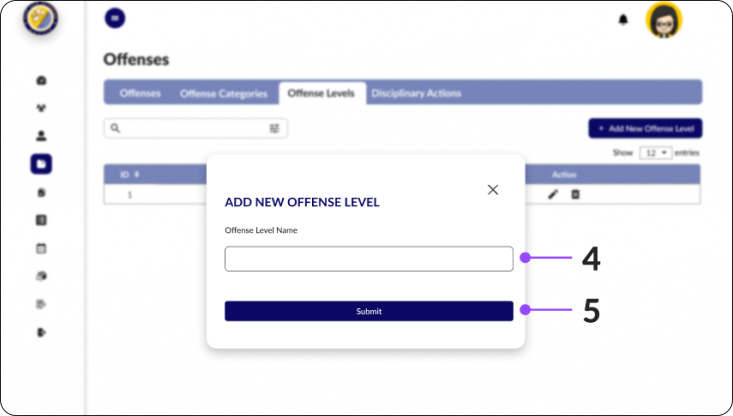 Offenses
Offenses Offense Categories Offense Levels Disciplinary Actions
+ Add New Offense Level
Show 12 entries
ID Action
1
ADD NEW OFFENSE LEVEL
Offense Level Name
4
Submit
5